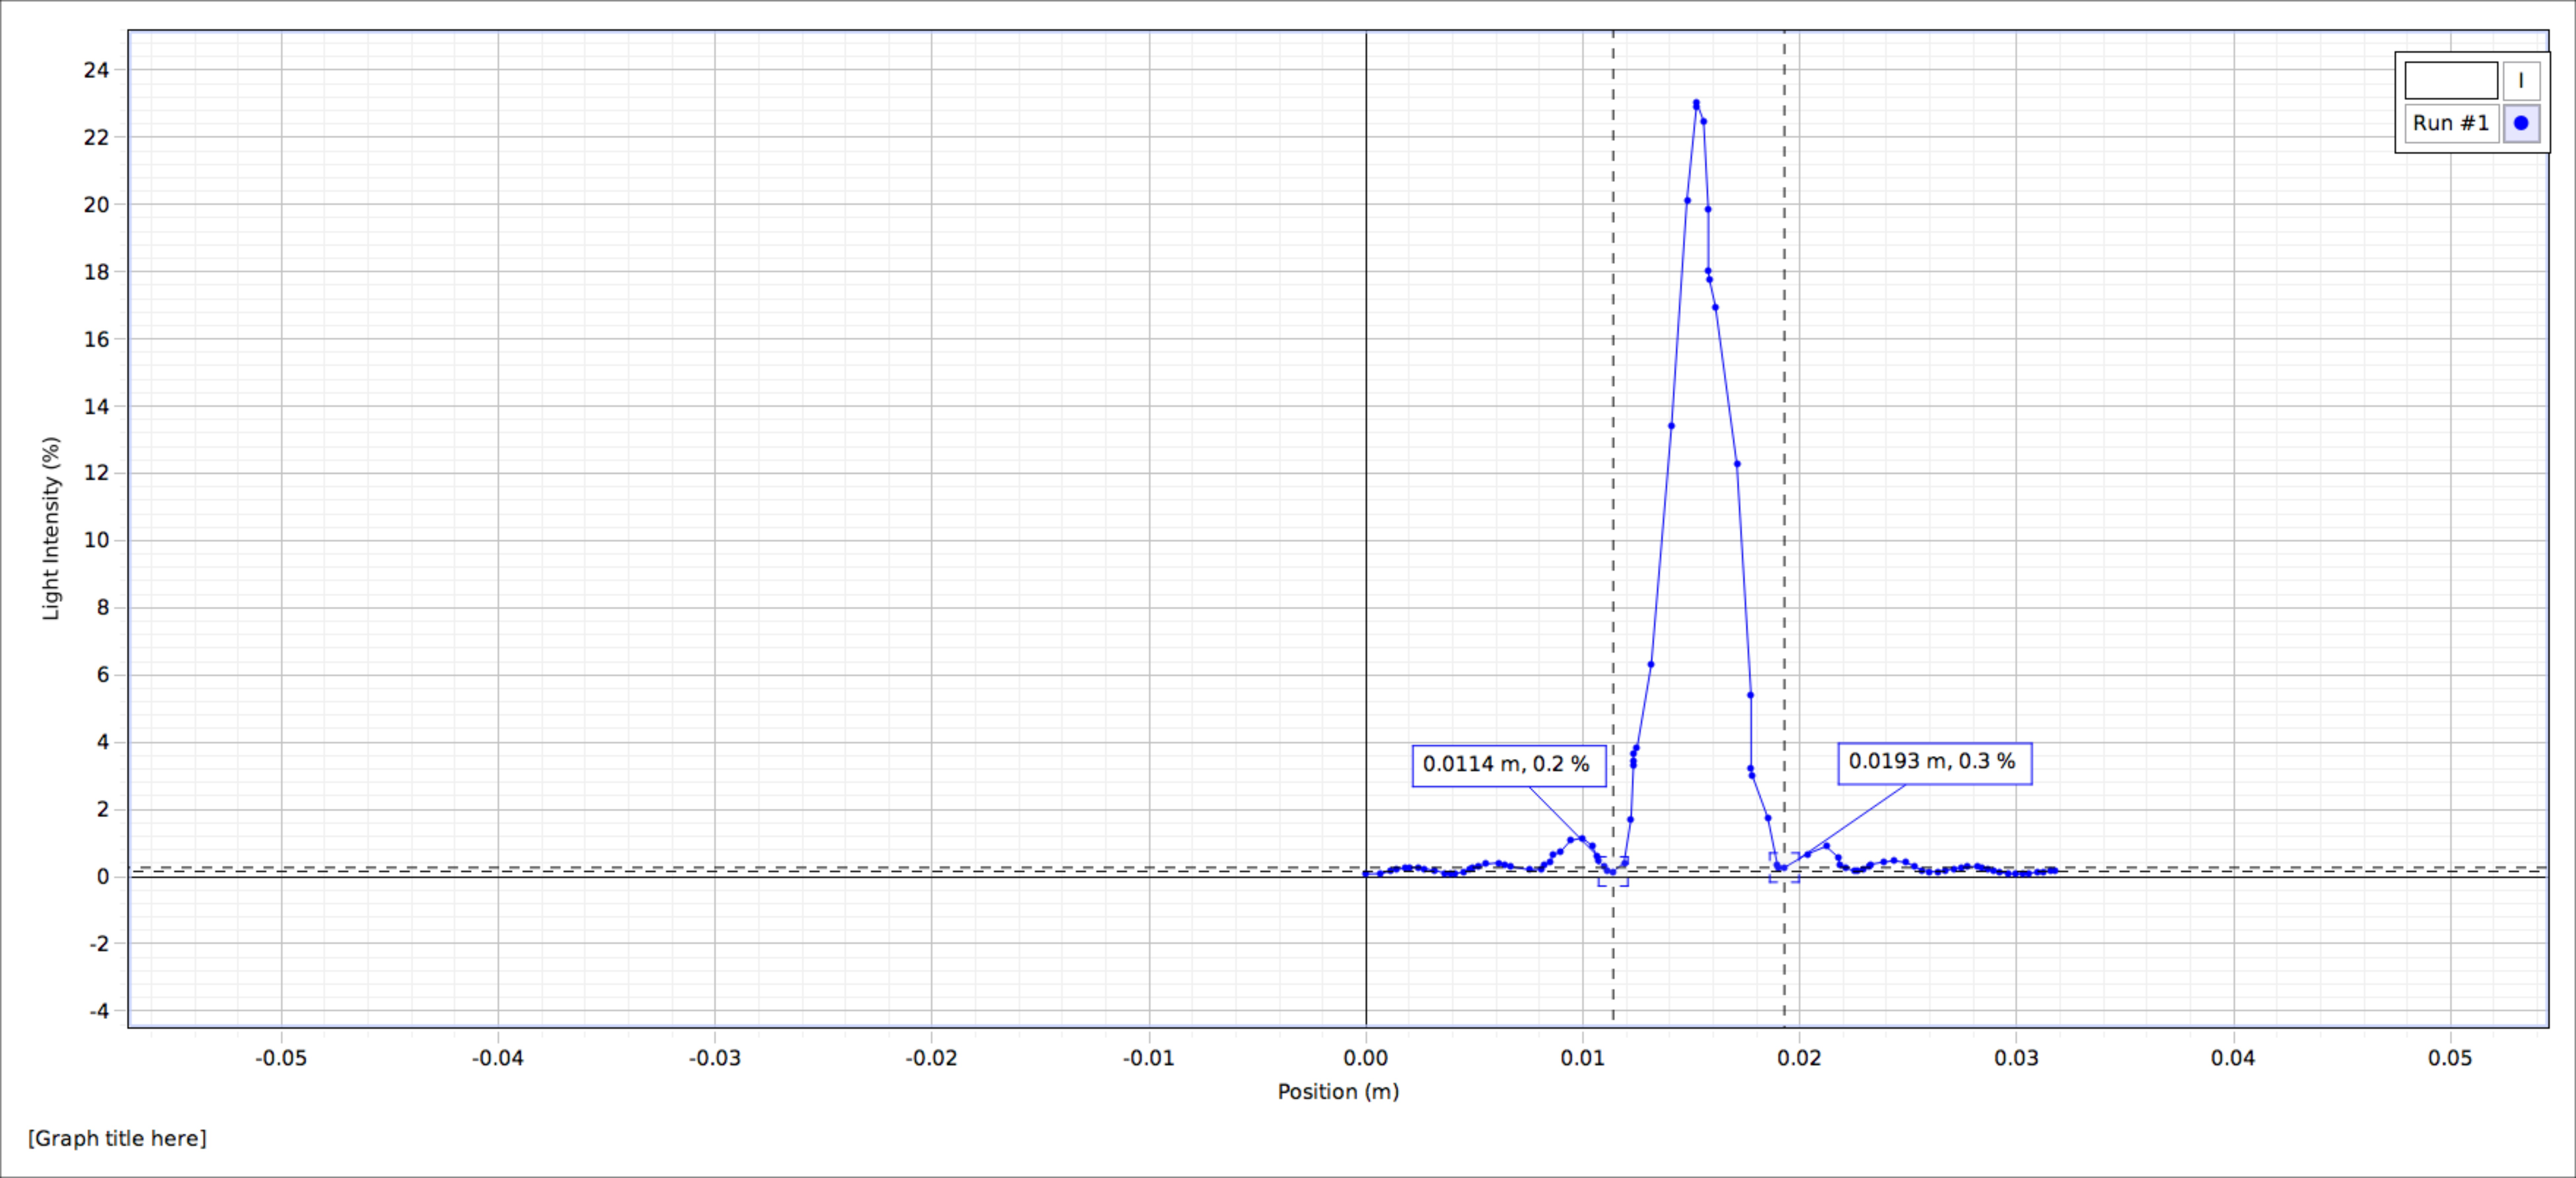 24
22
20
18
16
14
12
10
8
6
4
2
0
-2
-4
Light Intensity (%)
I
Run #1
0.0114 m, 0.2 %
0.0193 m, 0.3 %
-0.05 -0.04 -0.03 -0.02 -0.01 0.00 0.01 0.02 0.03 0.04 0.05
Position (m)
[Graph title here]